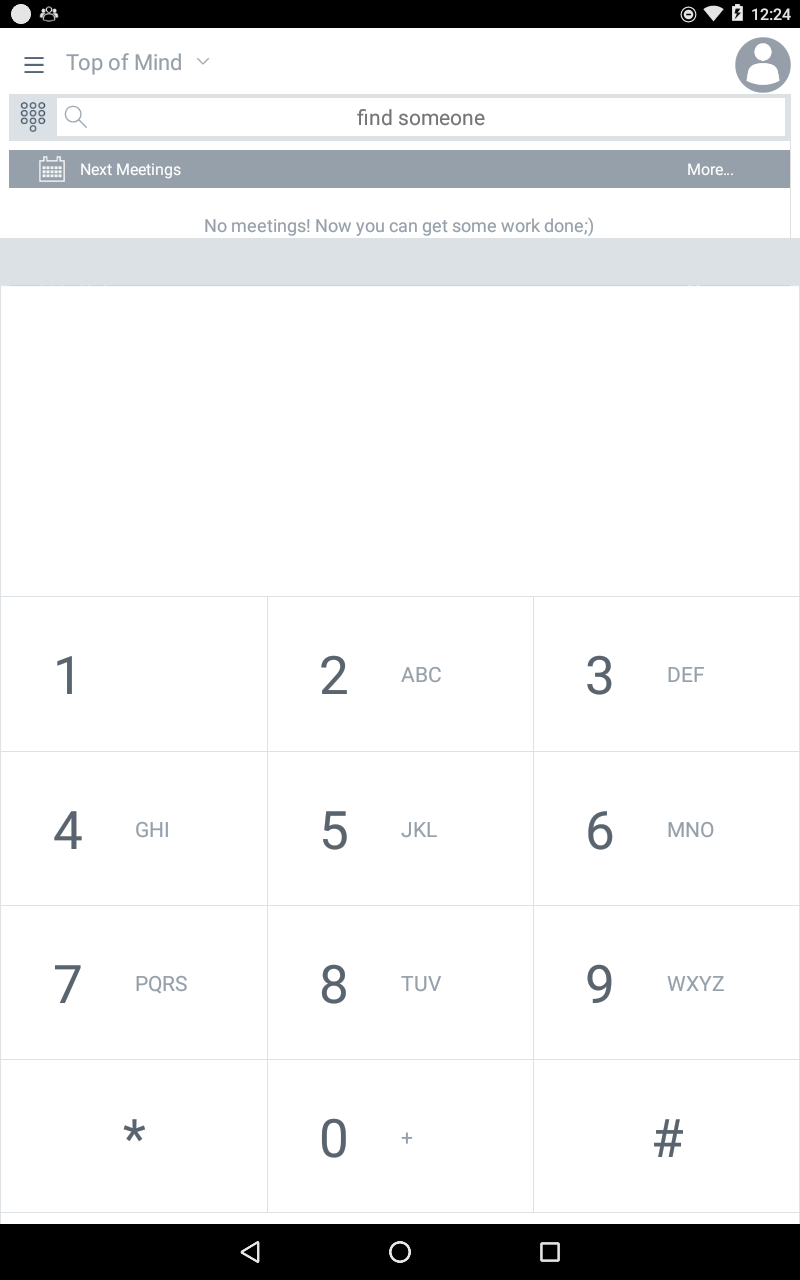 12:24
Top of Mind
find someone
Next Meetings More...
No meetings! Now you can get some work done;)
1
2 ABC
3 DEF
4 GHI
5 JKL
6 MNO
7 PQRS
8 TUV
9 WXYZ
*
0 +
#